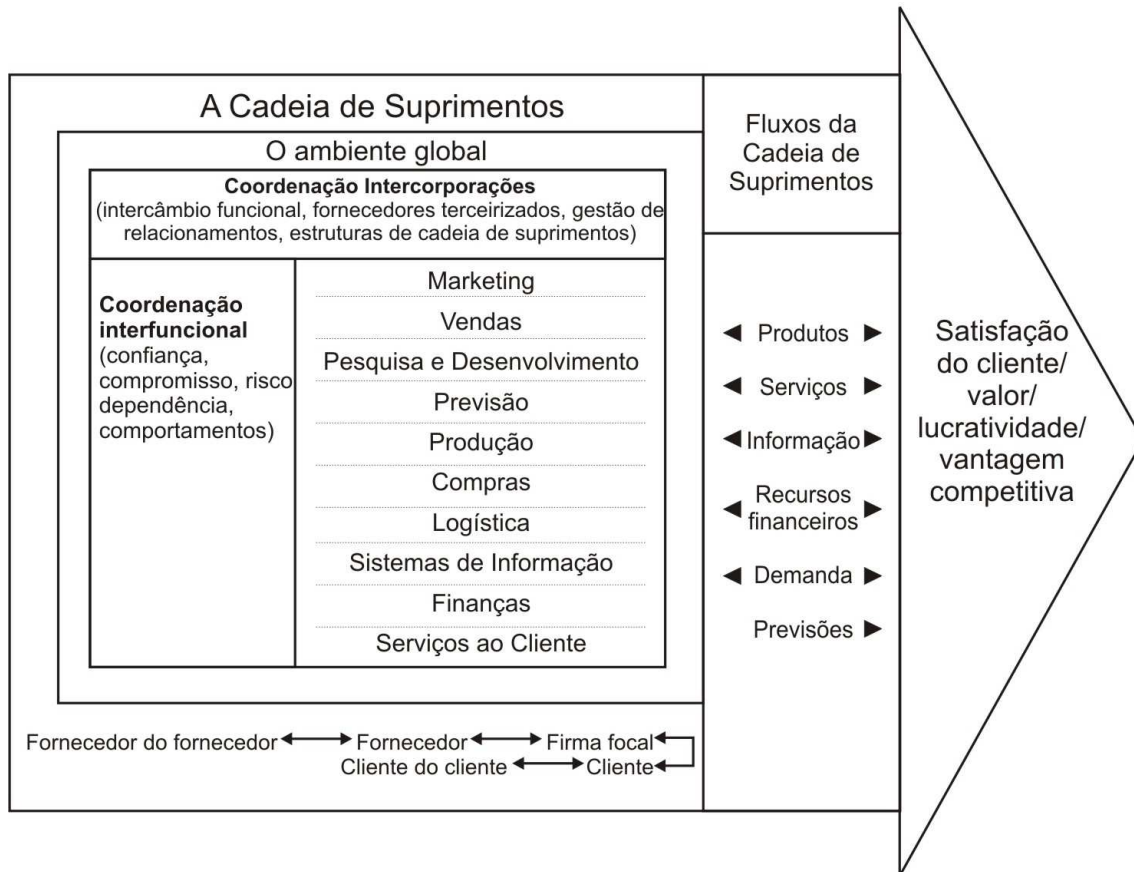 A Cadeia de Suprimentos
O ambiente global
Coordenação Intercorporações
(intercâmbio funcional, fornecedores terceirizados, gestão de
relacionamentos, estruturas de cadeia de suprimentos)
Coordenação
interfuncional
(confiança,
compromisso, risco
dependência,
comportamentos)
Marketing
Vendas
Pesquisa e Desenvolvimento
Previsão
Produção
Compras
Logística
Sistemas de Informação
Finanças
Serviços ao Cliente
Fornecedor do fornecedor Fornecedor Firma focal
Cliente do cliente Cliente
Fluxos da
Cadeia de
Suprimentos
Produtos
Serviços
Informação
Recursos
financeiros
Demanda
Previsões
Satisfação
do cliente/
valor/
lucratividade/
vantagem
competitiva